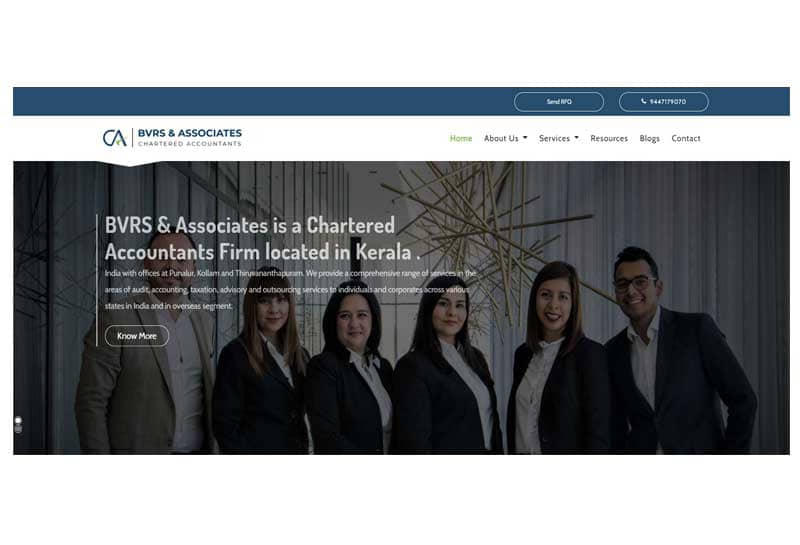 Send RFQ
9447179070
CA
BVRS & ASSOCIATES
CHARTERED ACCOUNTANTS
Home About Us Services Resources Blogs Contact
BVRS & Associates is a Chartered
Accountants Firm located in Kerala .
India with offices at Punalur, Kollam and Thiruvananthapuram. We provide a comprehensive range of services in the
areas of audit, accounting, taxation, advisory and outsourcing services to individuals and corporates across various
states in India and in overseas segment.
Know More